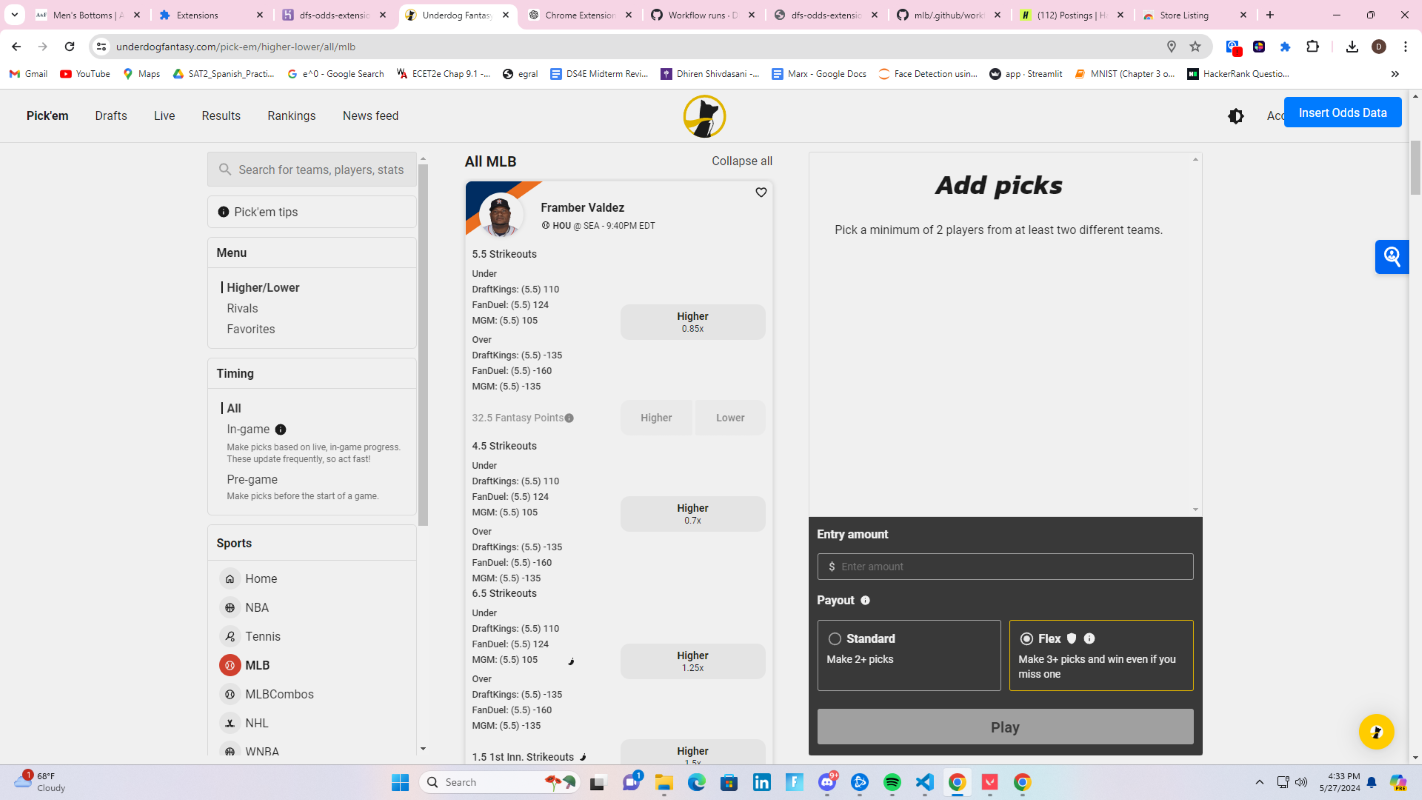 Men's Bottoms | A
Extensions
dfs-odds-extensio
Underdog Fantasy
Chrome Extension
Workflow runs - D
dfs-odds-extensio
mlb/.github/workf
(112) Postings | Ha
Store Listing
underdogfantasy.com/pick-em/higher-lower/all/mlb
D
Gmail
YouTube
Maps
SAT2_Spanish_Practi...
e^0 - Google Search
ECET2e Chap 9.1 -...
egral
DS4E Midterm Revi...
Dhiren Shivdasani -...
Marx - Google Docs
Face Detection usin...
app · Streamlit
MNIST (Chapter 3 o...
HackerRank Questio...
Pick'em
Drafts
Live
Results
Rankings
News feed
Insert Odds Data
Search for teams, players, stats
Pick'em tips
Menu
Higher/Lower
Rivals
Favorites
Timing
All
In-game
Make picks based on live, in-game progress.
These update frequently, so act fast!
Pre-game
Make picks before the start of a game.
Sports
Home
NBA
Tennis
MLB
MLBCombos
NHL
WNBA
All MLB
Collapse all
Framber Valdez
HOU @ SEA - 9:40PM EDT
5.5 Strikeouts
Under
DraftKings: (5.5) 110
FanDuel: (5.5) 124
MGM: (5.5) 105
Over
DraftKings: (5.5) -135
FanDuel: (5.5) -160
MGM: (5.5) -135
Higher
0.85x
32.5 Fantasy Points
Higher
Lower
4.5 Strikeouts
Under
DraftKings: (5.5) 110
FanDuel: (5.5) 124
MGM: (5.5) 105
Over
DraftKings: (5.5) -135
FanDuel: (5.5) -160
MGM: (5.5) -135
Higher
0.7x
6.5 Strikeouts
Under
DraftKings: (5.5) 110
FanDuel: (5.5) 124
MGM: (5.5) 105
Over
DraftKings: (5.5) -135
FanDuel: (5.5) -160
MGM: (5.5) -135
Higher
1.25x
1.5 1st Inn. Strikeouts
Higher
1.5x
Add picks
Pick a minimum of 2 players from at least two different teams.
Entry amount
$ Enter amount
Payout
Standard
Make 2+ picks
Flex
Make 3+ picks and win even if you
miss one
Play
1
68°F
Cloudy
Search
1
9+
4:33 PM
5/27/2024